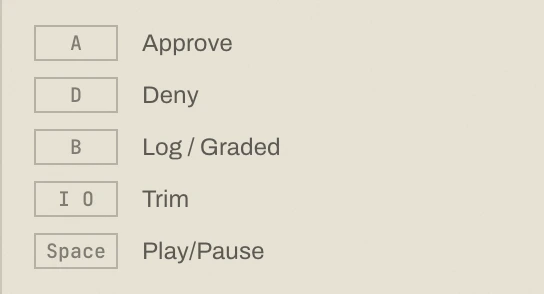 A Approve
D Deny
B Log / Graded
I O Trim
Space Play/Pause